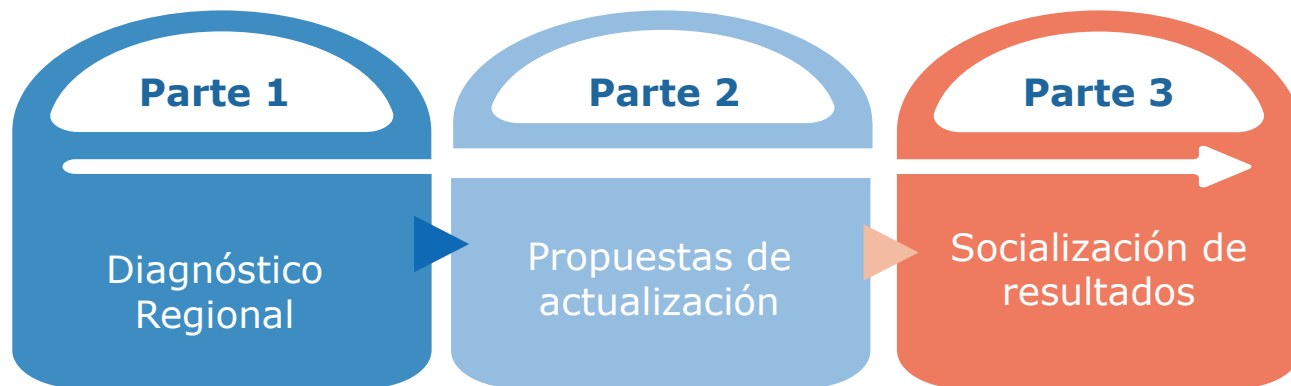 Parte 1
Diagnóstico
Regional
Parte 2
Propuestas de
actualización
Parte 3
Socialización de
resultados